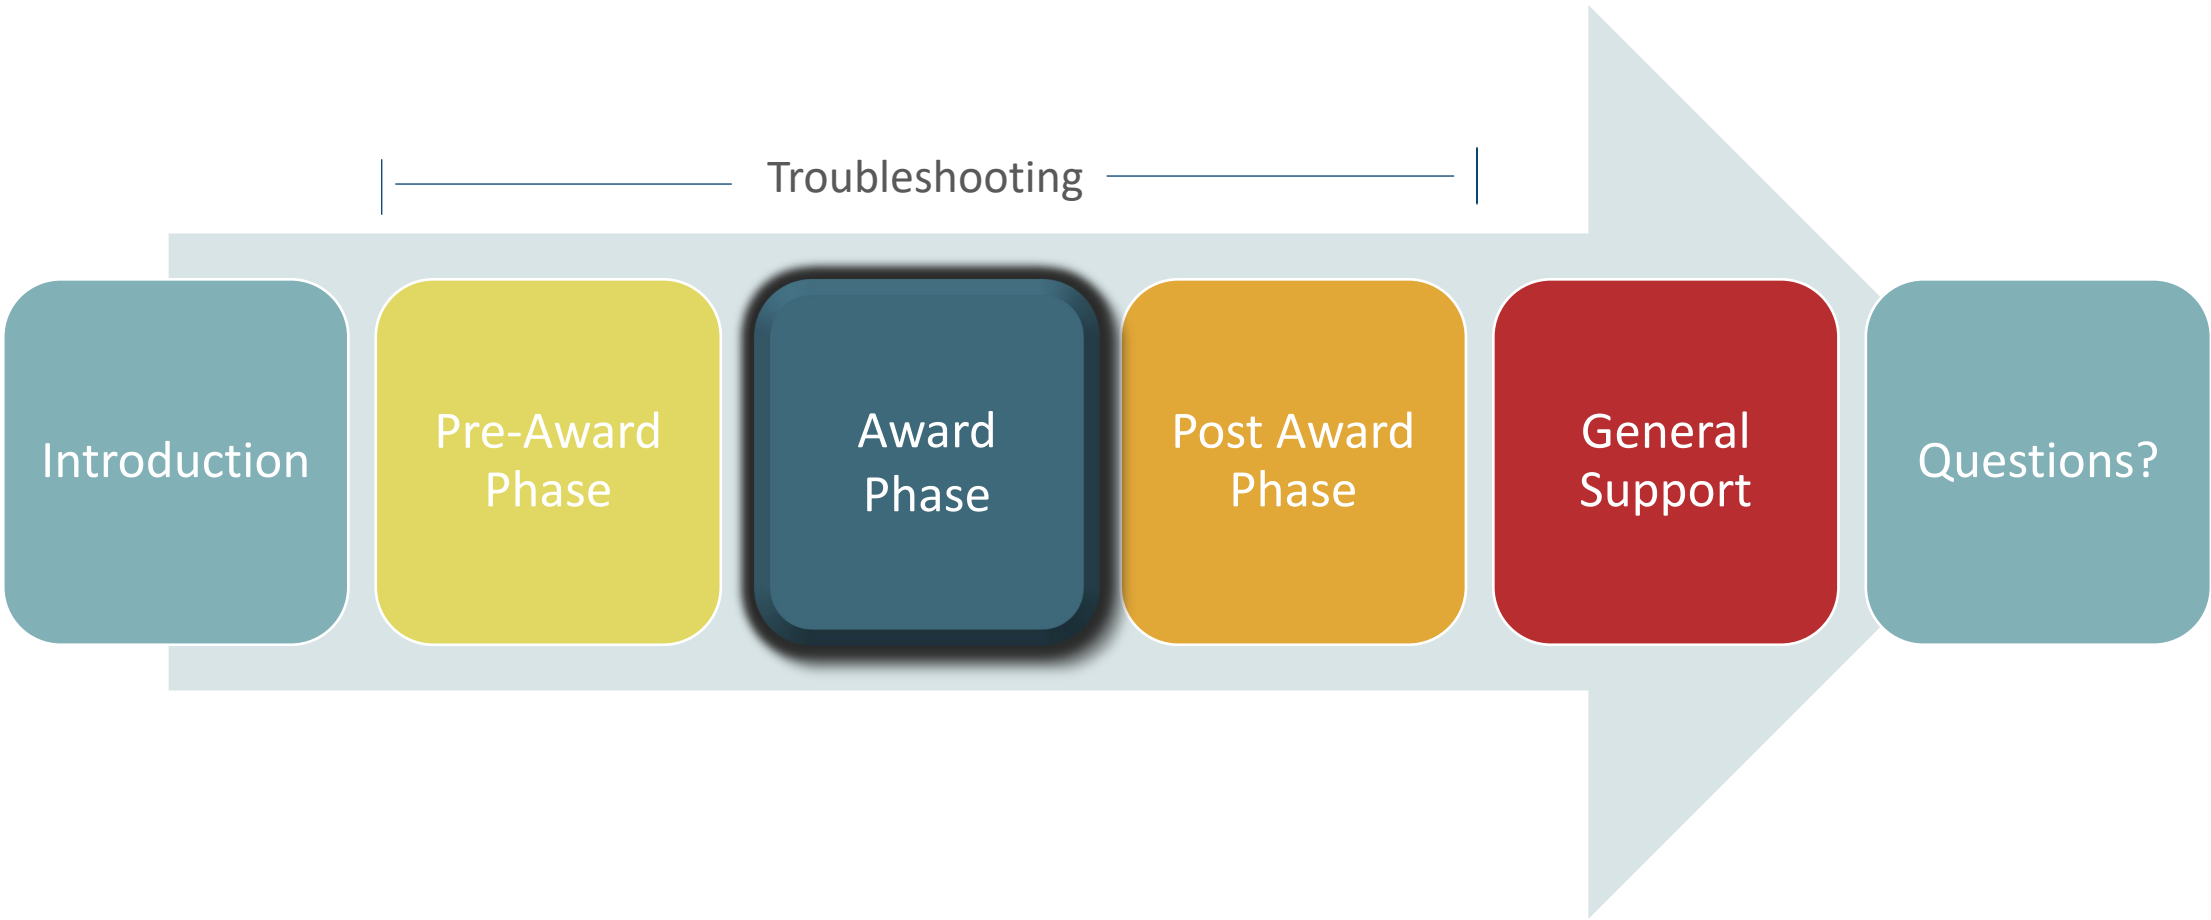 Troubleshooting
Introduction
Pre-Award
Phase
Award
Phase
Post Award
Phase
General
Support
Questions?